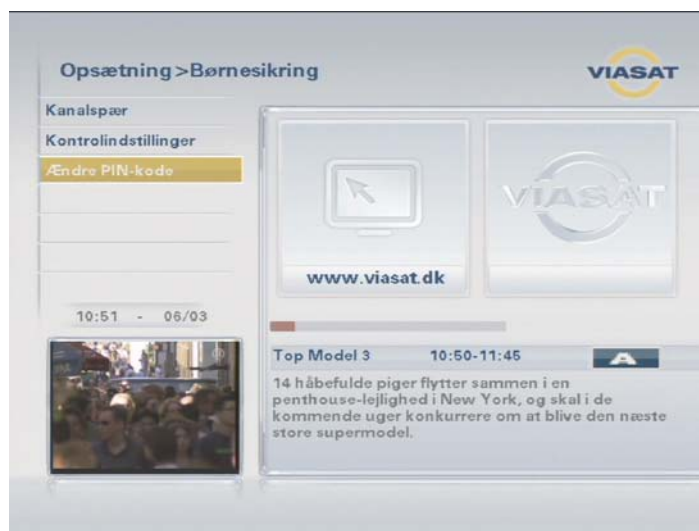 Opsætning>Børnesikring
VIASAT
Kanalspær
Kontrolindstillinger
Ændre PIN-kode
VIASAT
www.viasat.dk
10:51 - 06/03
Top Model 3 10:50-11:45 A
14 håbefulde piger flytter sammen i en
penthouse-lejlighed i New York, og skal i de
kommende uger konkurrere om at blive den næste
store supermodel.